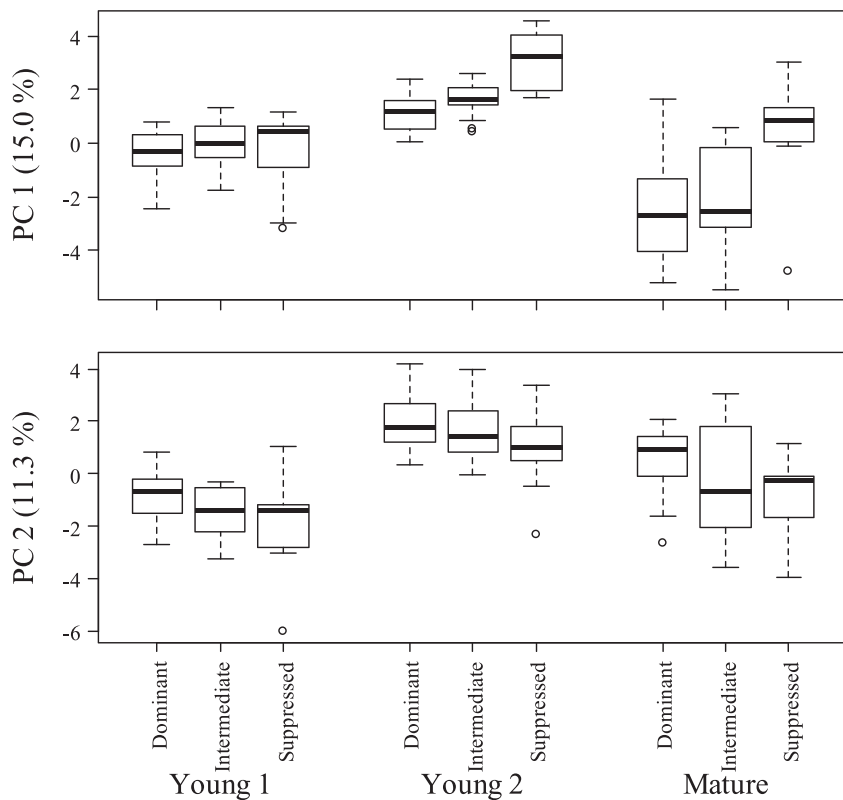 PC 1 (15.0 %)
4
2
0
-2
-4
PC 2 (11.3 %)
4
2
0
-2
-4
-6
Dominant
Intermediate
Suppressed
Dominant
Intermediate
Suppressed
Dominant
Intermediate
Suppressed
Young 1
Young 2
Mature